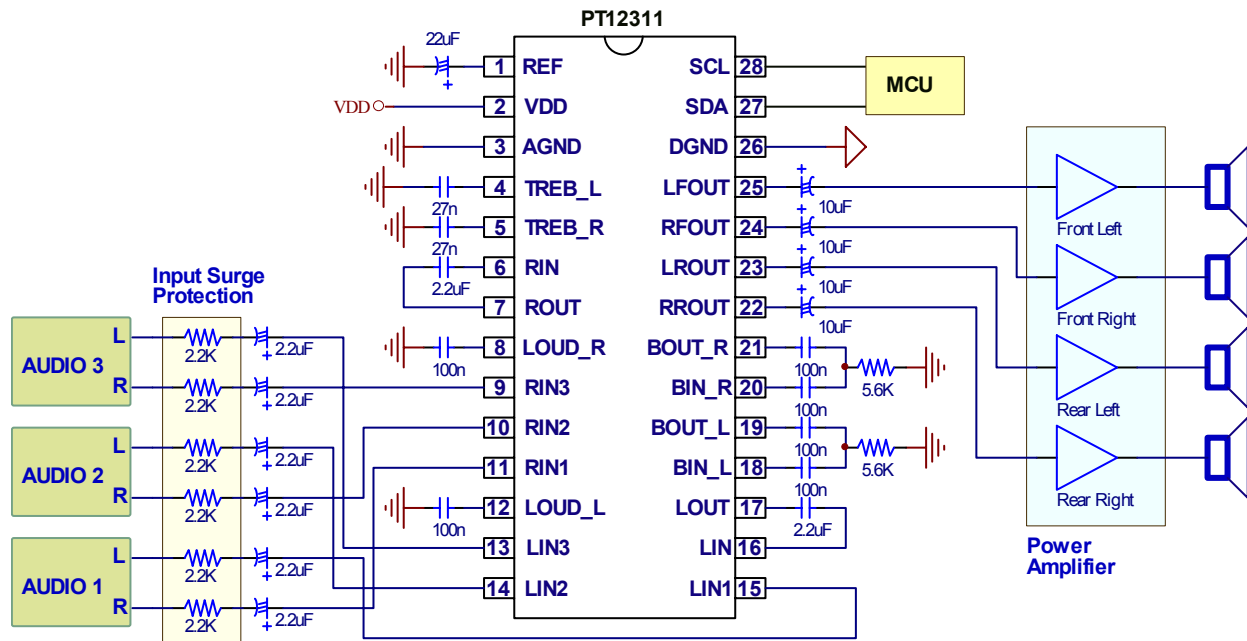 PT12311
22uF
+
1 REF
VDD
2 VDD
3 AGND
4 TREB_L
27n
5 TREB_R
27n
6 RIN
2.2uF
7 ROUT
8 LOUD_R
100n
9 RIN3
10 RIN2
11 RIN1
12 LOUD_L
100n
13 LIN3
14 LIN2
SCL 28
SDA 27
MCU
DGND 26
LFOUT 25
+
10uF
RFOUT 24
+
10uF
LROUT 23
+
10uF
RROUT 22
+
10uF
BOUT_R 21
100n
BIN_R 20
100n
5.6K
BOUT_L 19
100n
BIN_L 18
100n
5.6K
LOUT 17
2.2uF
LIN 16
LIN1 15
Input Surge
Protection
AUDIO 3
L
2.2K
+
2.2uF
R
2.2K
+
2.2uF
AUDIO 2
L
2.2K
+
2.2uF
R
2.2K
+
2.2uF
AUDIO 1
L
2.2K
+
2.2uF
R
2.2K
+
2.2uF
Front Left
Front Right
Rear Left
Rear Right
Power
Amplifier